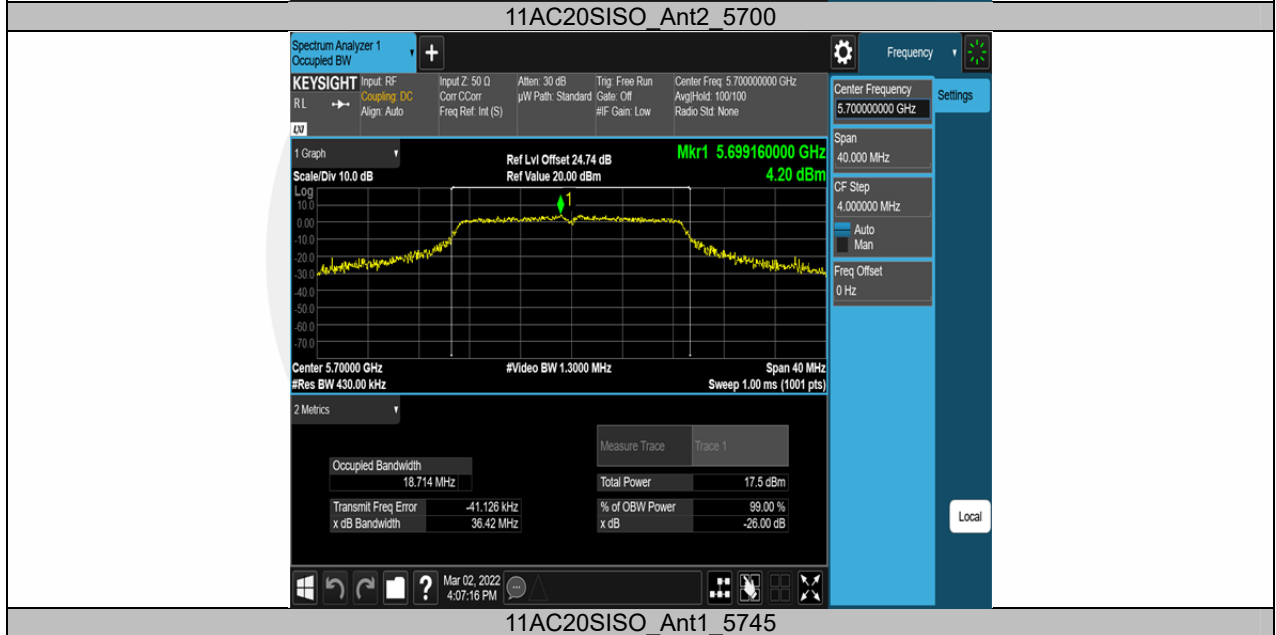 11AC20SISO_Ant2_5700
Spectrum Analyzer 1
Occupied BW
+
Frequency
KEYSIGHT
RL
LXI
Input: RF
Coupling: DC
Align: Auto
Input Z: 50 Ω
Corr CCorr
Freq Ref: Int (S)
Atten: 30 dB
µW Path: Standard
Trig: Free Run
Gate: Off
#IF Gain: Low
Center Freq: 5.700000000 GHz
Avg|Hold: 100/100
Radio Std: None
Center Frequency
5.700000000 GHz
Settings
Span
40.000 MHz
CF Step
4.000000 MHz
Auto
Man
Freq Offset
0 Hz
Local
1 Graph
Scale/Div 10.0 dB
Ref Lvl Offset 24.74 dB
Ref Value 20.00 dBm
Mkr1 5.699160000 GHz
4.20 dBm
Log
1
10.0
0.00
-10.0
-20.0
-30.0
-40.0
-50.0
-60.0
-70.0
Center 5.70000 GHz
#Video BW 1.3000 MHz
Span 40 MHz
#Res BW 430.00 kHz
Sweep 1.00 ms (1001 pts)
2 Metrics
Measure Trace
Trace 1
Occupied Bandwidth
18.714 MHz
Total Power
17.5 dBm
Transmit Freq Error
-41.126 kHz
% of OBW Power
99.00 %
x dB Bandwidth
36.42 MHz
x dB
-26.00 dB
?
Mar 02, 2022
4:07:16 PM
11AC20SISO_Ant1_5745